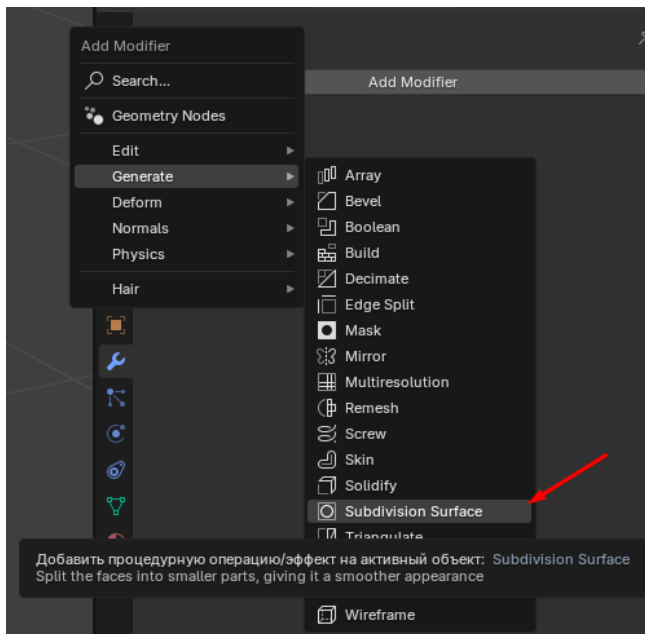 Add Modifier
Search...
Add Modifier
Geometry Nodes
Edit
Generate
Deform
Normals
Physics
Hair
Array
Bevel
Boolean
Build
Decimate
Edge Split
Mask
Mirror
Multiresolution
Remesh
Screw
Skin
Solidify
Subdivision Surface
Triangulate
Добавить процедурную операцию/эффект на активный объект: Subdivision Surface
Split the faces into smaller parts, giving it a smoother appearance
Wireframe